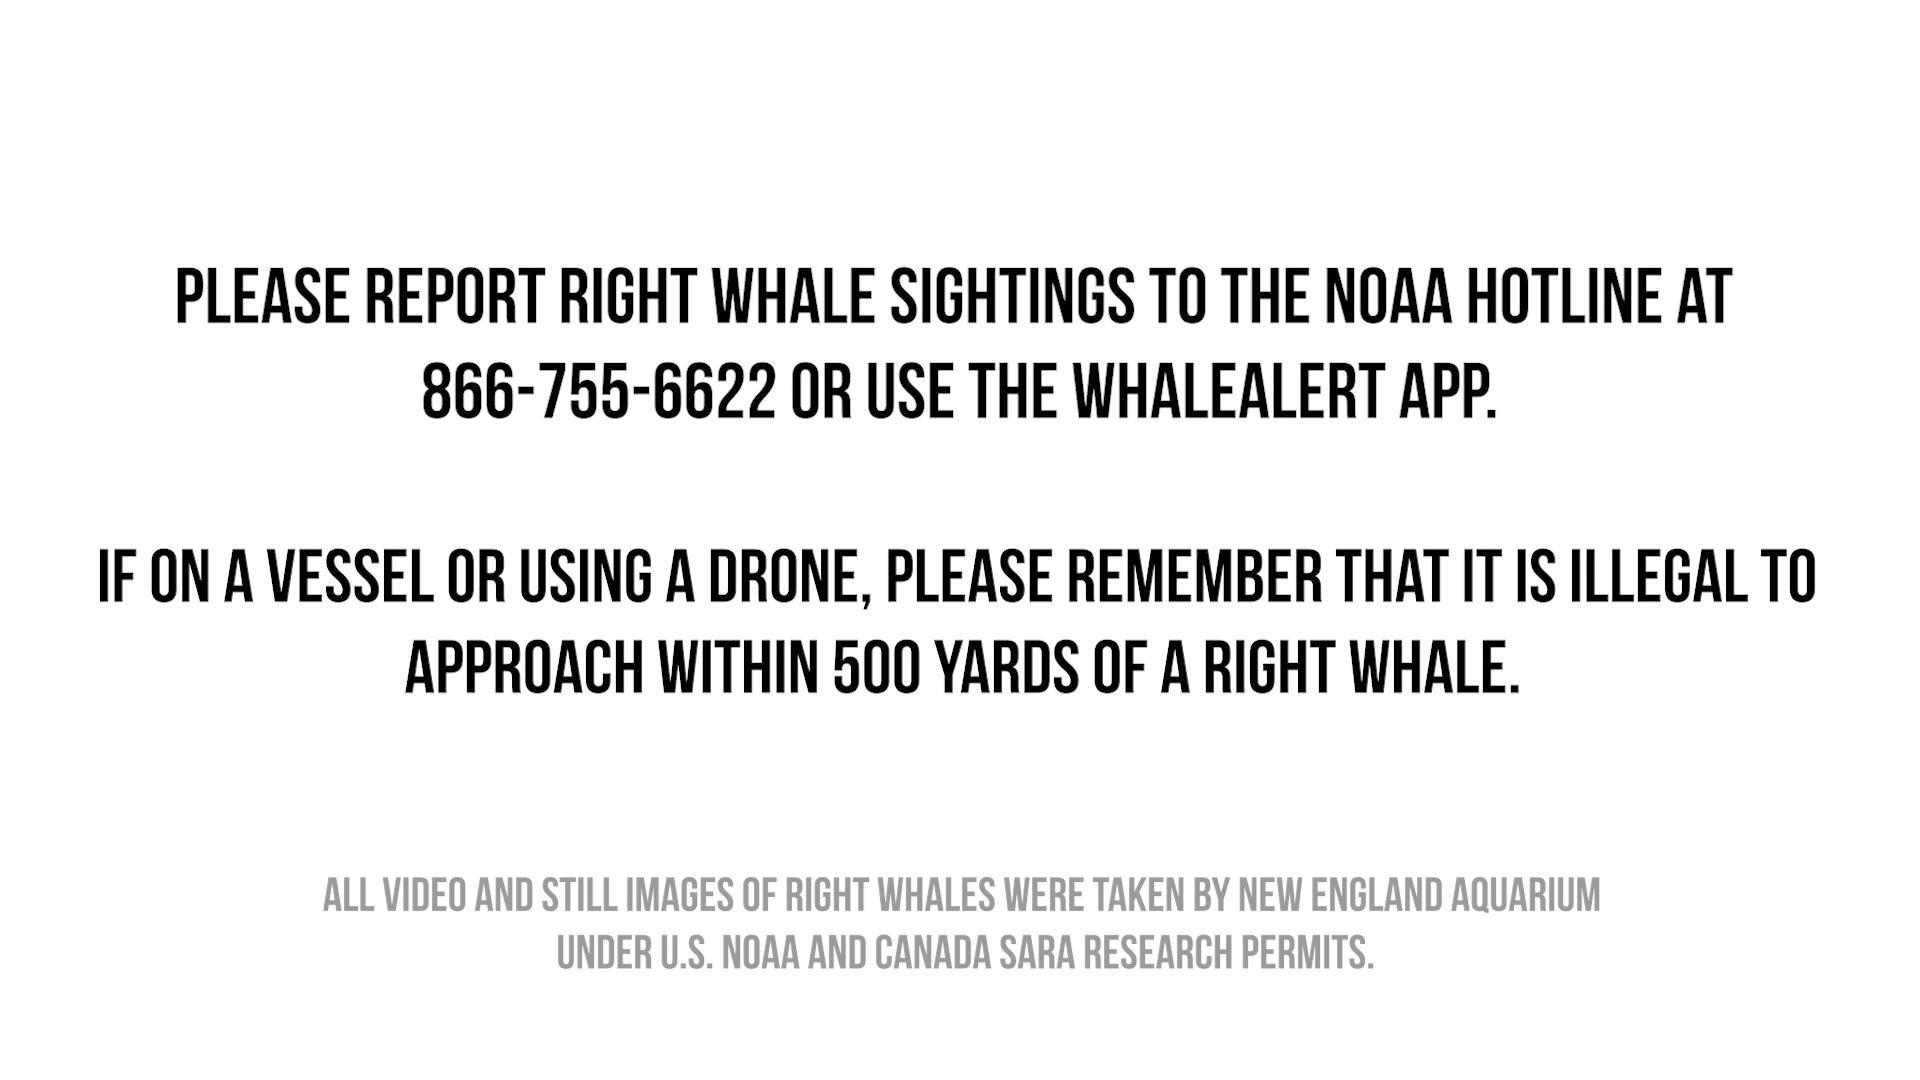 PLEASE REPORT RIGHT WHALE SIGHTINGS TO THE NOAA HOTLINE AT
866-755-6622 OR USE THE WHALEALERT APP.
IF ON A VESSEL OR USING A DRONE, PLEASE REMEMBER THAT IT IS ILLEGAL TO
APPROACH WITHIN 500 YARDS OF A RIGHT WHALE.
ALL VIDEO AND STILL IMAGES OF RIGHT WHALES WERE TAKEN BY NEW ENGLAND AQUARIUM
UNDER U.S. NOAA AND CANADA SARA RESEARCH PERMITS.